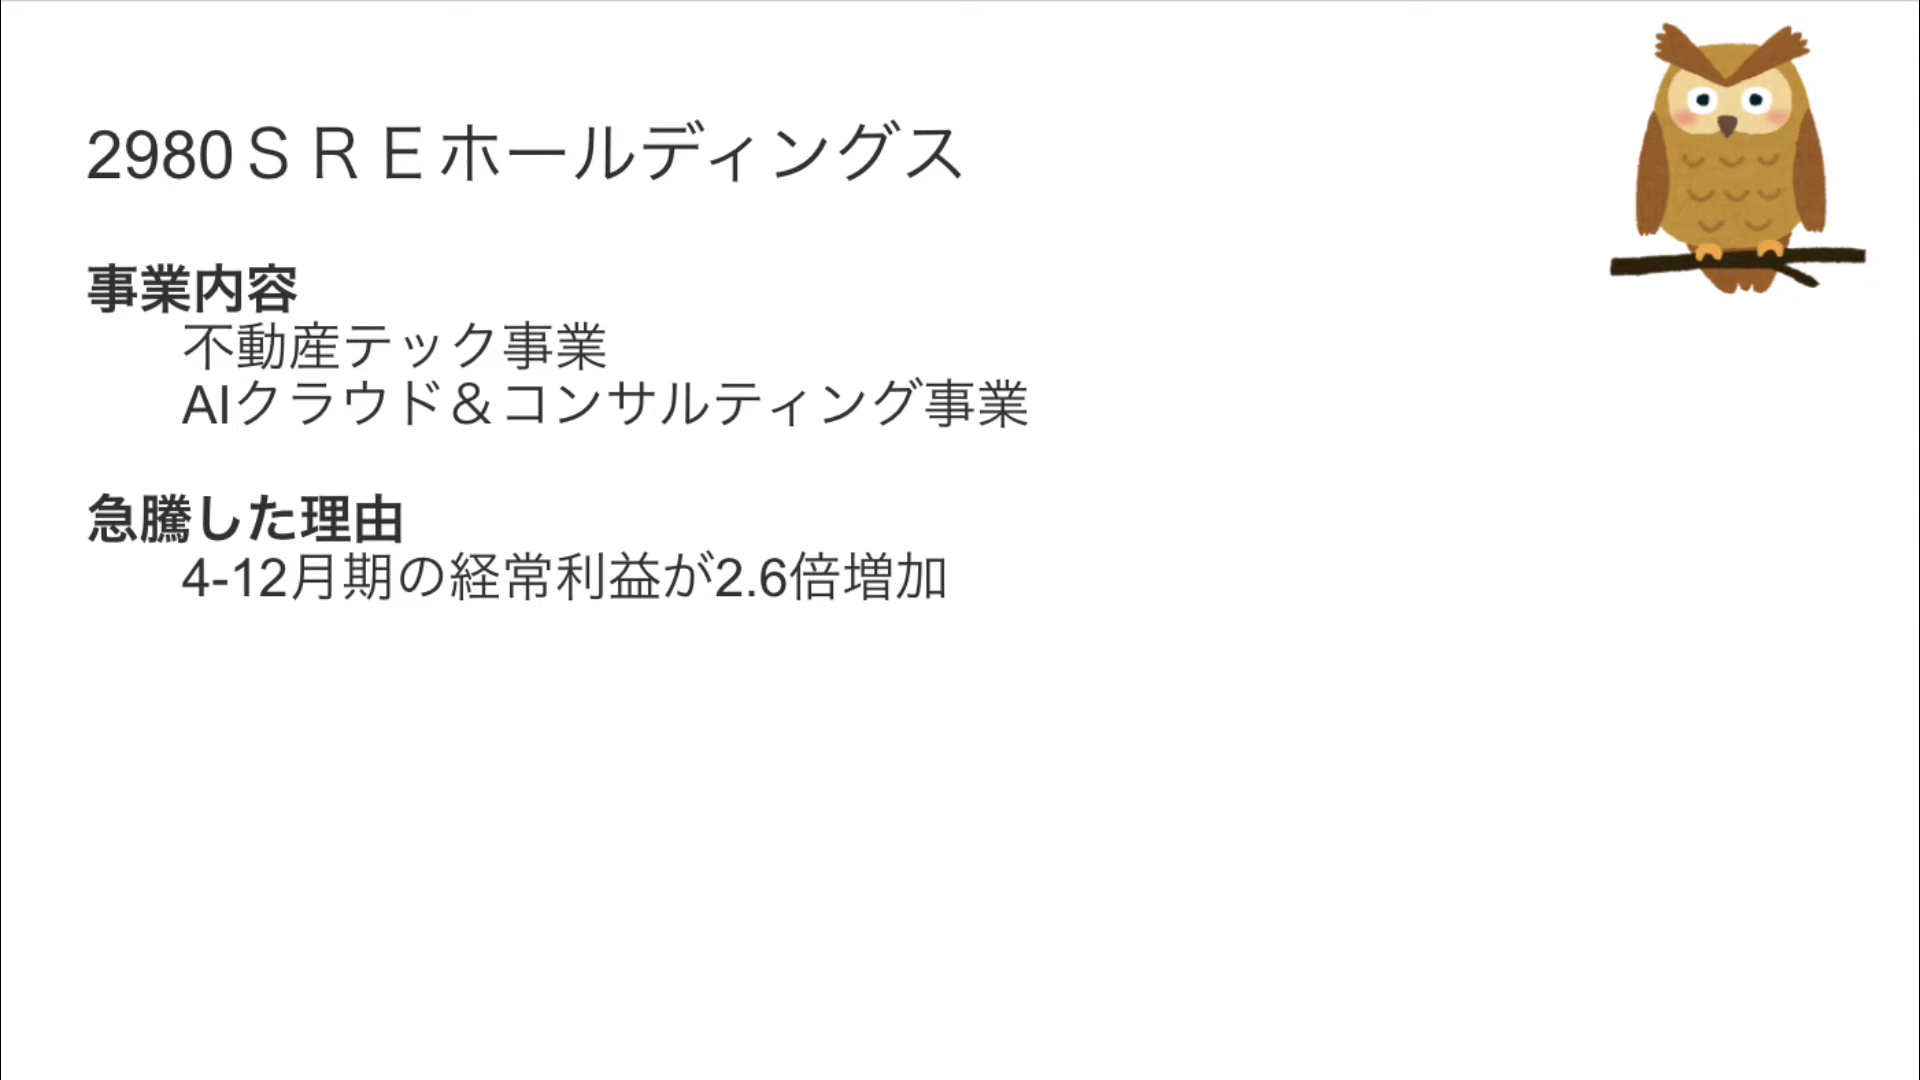 2980ＳＲＥホールディングス
事業内容
不動産テック事業
AIクラウド＆コンサルティング事業
急騰した理由
4-12月期の経常利益が2.6倍増加